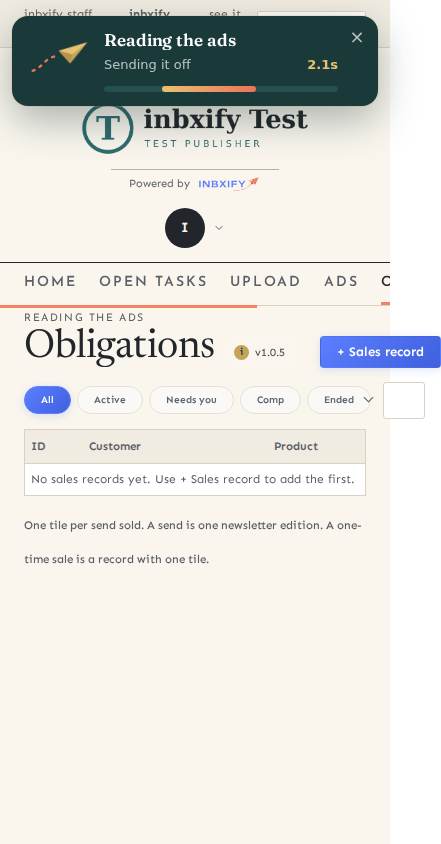 inbxify staff inbxify see it
Reading the ads
Sending it off 2.1s
T inbxify Test
TEST PUBLISHER
Powered by INBXIFY
I
HOME OPEN TASKS UPLOAD ADS
READING THE ADS
Obligations i v1.0.5 + Sales record
All Active Needs you Comp Ended
ID Customer Product
No sales records yet. Use + Sales record to add the first.
One tile per send sold. A send is one newsletter edition. A one-
time sale is a record with one tile.